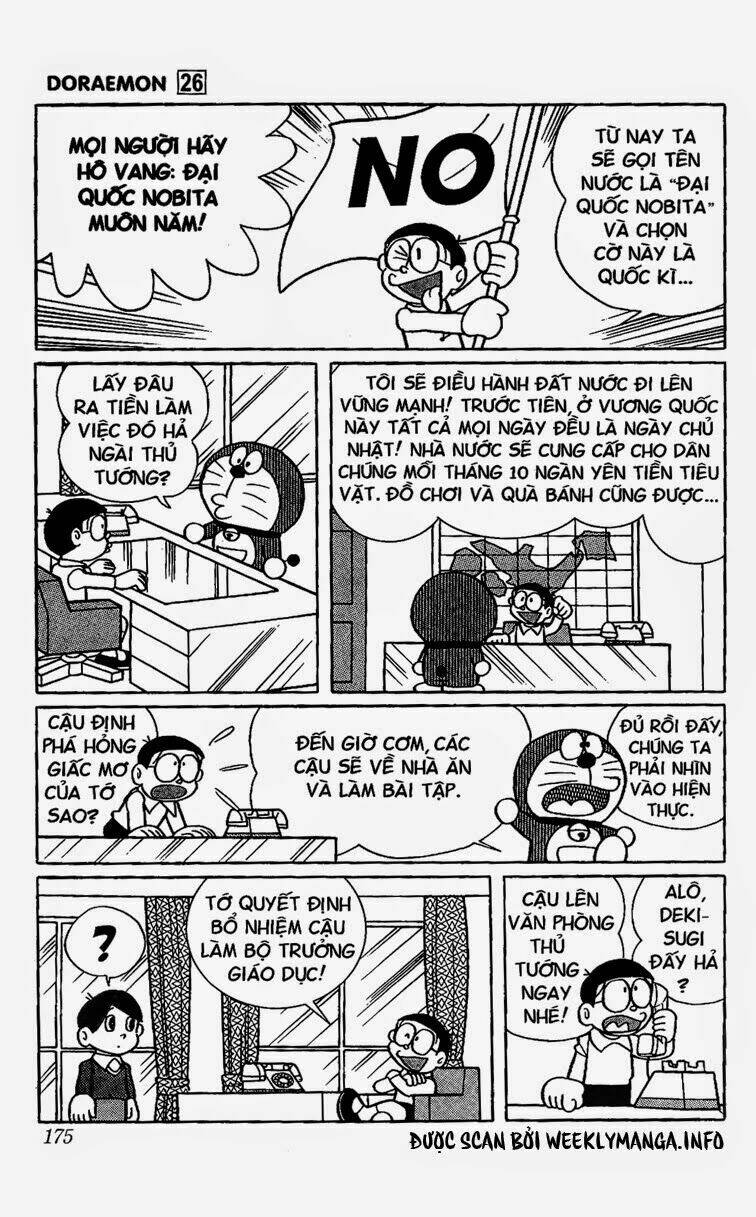 DORAEMON 26
TỪ NAY TA
SẼ GỌI TÊN
NƯỚC LÀ "ĐẠI
QUỐC NOBITA"
VÀ CHỌN
CỜ NÀY LÀ
QUỐC KÌ...
NO
MỌI NGƯỜI HÃY
HÔ VANG: ĐẠI
QUỐC NOBITA
MUÔN NĂM!
TÔI SẼ ĐIỀU HÀNH ĐẤT NƯỚC ĐI LÊN
VỮNG MẠNH! TRƯỚC TIÊN, Ở VƯƠNG QUỐC
NÀY TẤT CẢ MỌI NGÀY ĐỀU LÀ NGÀY CHỦ
NHẬT! NHÀ NƯỚC SẼ CUNG CẤP CHO DÂN
CHÚNG MỖI THÁNG 10 NGÀN YÊN TIỀN TIÊU
VẶT. ĐỒ CHƠI VÀ QUÀ BÁNH CŨNG ĐƯỢC...
LẤY ĐÂU
RA TIỀN LÀM
VIỆC ĐÓ HẢ
NGÀI THỦ
TƯỚNG?
ĐỦ RỒI ĐẤY,
CHÚNG TA
PHẢI NHÌN
VÀO HIỆN
THỰC.
ĐẾN GIỜ CƠM, CÁC
CẬU SẼ VỀ NHÀ ĂN
VÀ LÀM BÀI TẬP.
CẬU ĐỊNH
PHÁ HỎNG
GIẤC MƠ
CỦA TỚ
SAO?
ALÔ,
DEKI-
SUGI
ĐẤY HẢ
?
CẬU LÊN
VĂN PHÒNG
THỦ
TƯỚNG
NGAY
NHÉ!
TỚ QUYẾT ĐỊNH
BỔ NHIỆM CẬU
LÀM BỘ TRƯỞNG
GIÁO DỤC!
?
175
ĐƯỢC SCAN BỞI WEEKLYMANGA.INFO